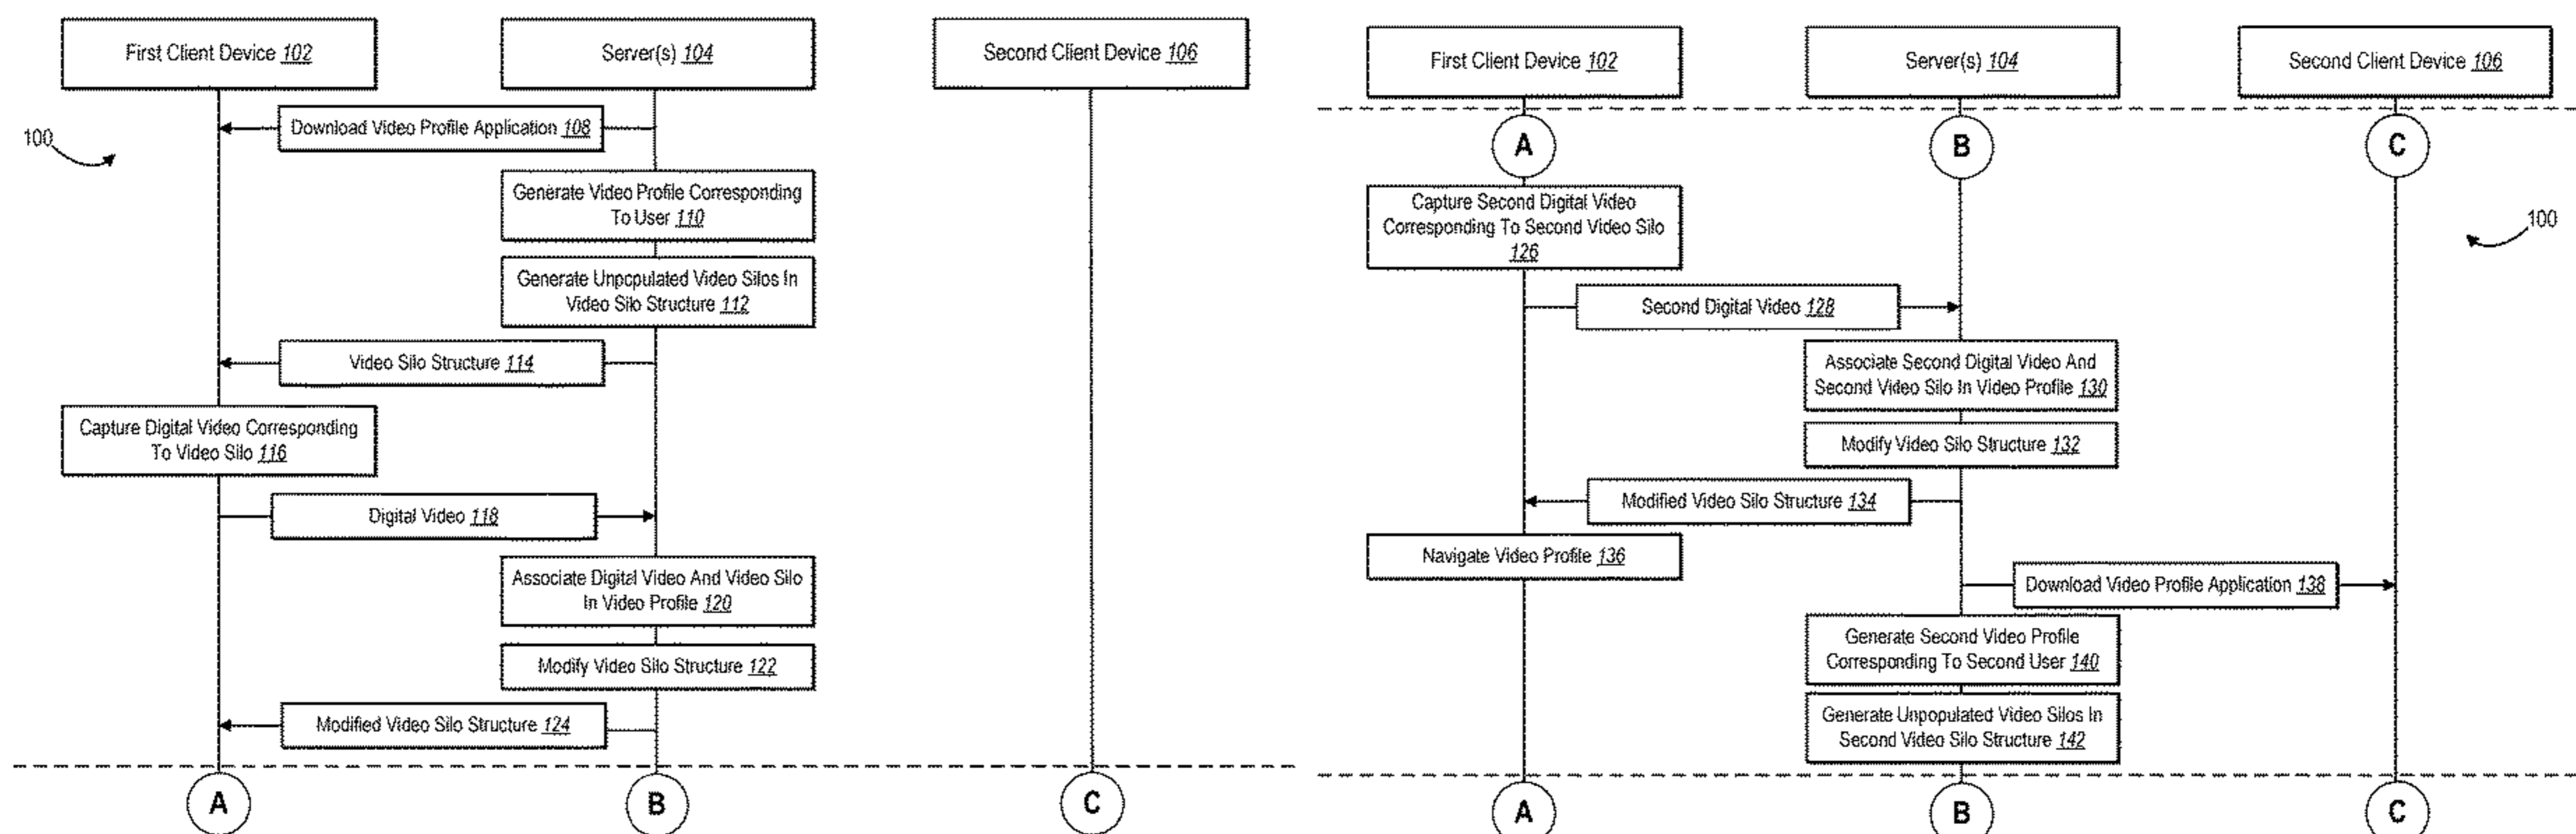 First Client Device 102
Server(s) 104
Second Client Device 106
100
Download Video Profile Application 108
Generate Video Profile Corresponding
To User 110
Generate Unpopulated Video Silos In
Video Silo Structure 112
Video Silo Structure 114
Capture Digital Video Corresponding
To Video Silo 116
Digital Video 118
Associate Digital Video And Video Silo
In Video Profile 120
Modify Video Silo Structure 122
Modified Video Silo Structure 124
A
B
C
First Client Device 102
Server(s) 104
Second Client Device 106
A
B
C
100
Capture Second Digital Video
Corresponding To Second Video Silo
126
Second Digital Video 128
Associate Second Digital Video And
Second Video Silo In Video Profile 130
Modify Video Silo Structure 132
Modified Video Silo Structure 134
Navigate Video Profile 136
Download Video Profile Application 138
Generate Second Video Profile
Corresponding To Second User 140
Generate Unpopulated Video Silos In
Second Video Silo Structure 142
A
B
C